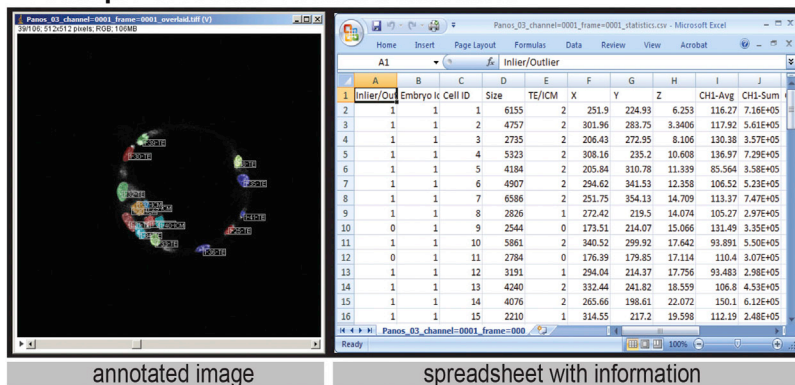 Panos_03_channel=0001_frame=0001_overlaid.tiff (V)
39/106; 512x512 pixels; RGB; 106MB
Panos_03_channel=0001_frame=0001_statistics.csv - Microsoft Excel
Home Insert Page Layout Formulas Data Review View Acrobat
A1 fx Inlier/Outlier
A B C D E F G H I J
1 Inlier/Out Embryo Ic Cell ID Size TE/ICM X Y Z CH1-Avg CH1-Sum
2 1 1 1 6155 2 251.9 224.93 6.253 116.27 7.16E+05
3 1 1 2 4757 2 301.96 283.75 3.3406 117.92 5.61E+05
4 1 1 3 2735 2 206.43 272.95 8.106 130.38 3.57E+05
5 1 1 4 5323 2 308.16 235.2 10.608 136.97 7.29E+05
6 1 1 5 4184 2 205.84 310.78 11.339 85.564 3.58E+05
7 1 1 6 4907 2 294.62 341.53 12.358 106.52 5.23E+05
8 1 1 7 6586 2 251.75 354.13 14.709 113.37 7.47E+05
9 1 1 8 2826 1 272.42 219.5 14.074 105.27 2.97E+05
10 0 1 9 2544 0 173.51 214.07 15.066 131.49 3.35E+05
11 1 1 10 5861 2 340.52 299.92 17.642 93.891 5.50E+05
12 0 1 11 2784 0 176.39 179.85 17.114 110.4 3.07E+05
13 1 1 12 3191 1 294.04 214.37 17.756 93.483 2.98E+05
14 1 1 13 4240 2 332.44 241.82 18.559 106.8 4.53E+05
15 1 1 14 4076 2 265.66 198.61 22.072 150.1 6.12E+05
16 1 1 15 2210 1 314.55 217.2 19.598 112.19 2.48E+05
Panos_03_channel=0001_frame=000
Ready 100%
annotated image
spreadsheet with information